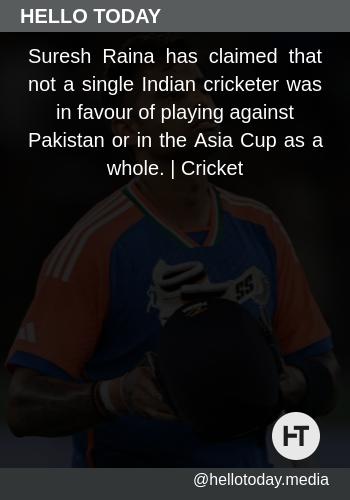 HELLO TODAY
Suresh Raina has claimed that
not a single Indian cricketer was
in favour of playing against
Pakistan or in the Asia Cup as a
whole. | Cricket
SS
HT
@hellotoday.media